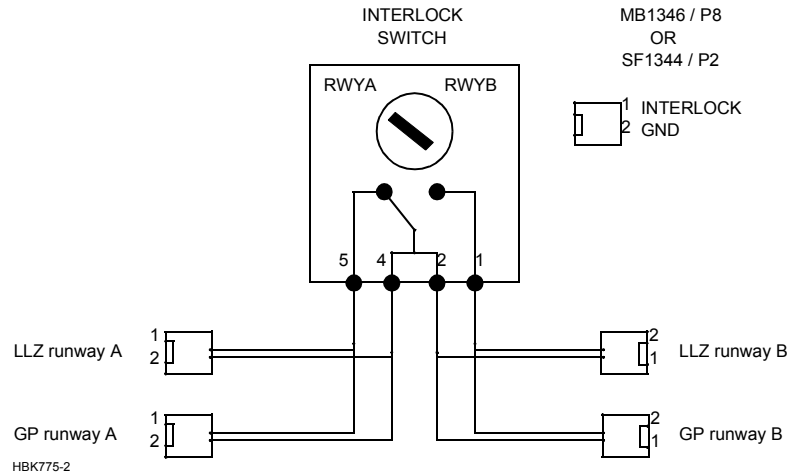 INTERLOCK
SWITCH
MB1346 / P8
OR
SF1344 / P2
RWYA
RWYB
1 INTERLOCK
2 GND
5 4 2 1
LLZ runway A
1
2
2
1
LLZ runway B
GP runway A
1
2
2
1
GP runway B
HBK775-2